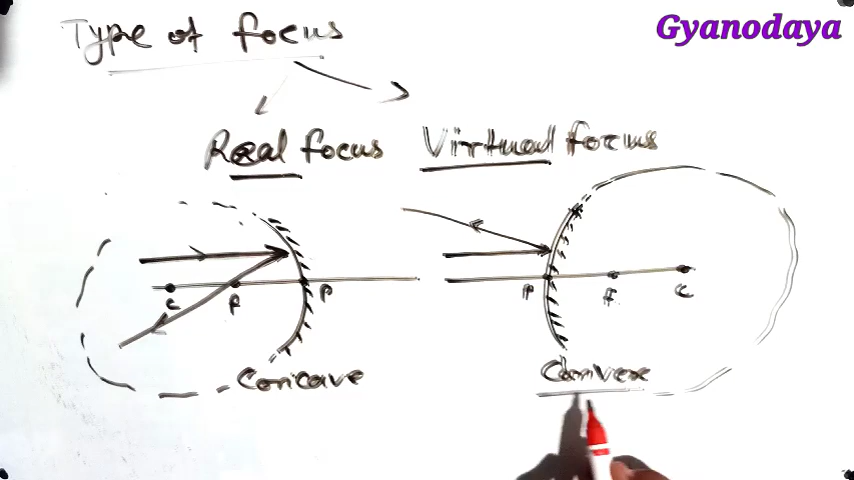 Type of focus
Gyanodaya
Real focus
Virtual focus
C
F
P
P
F
C
Concave
Convex